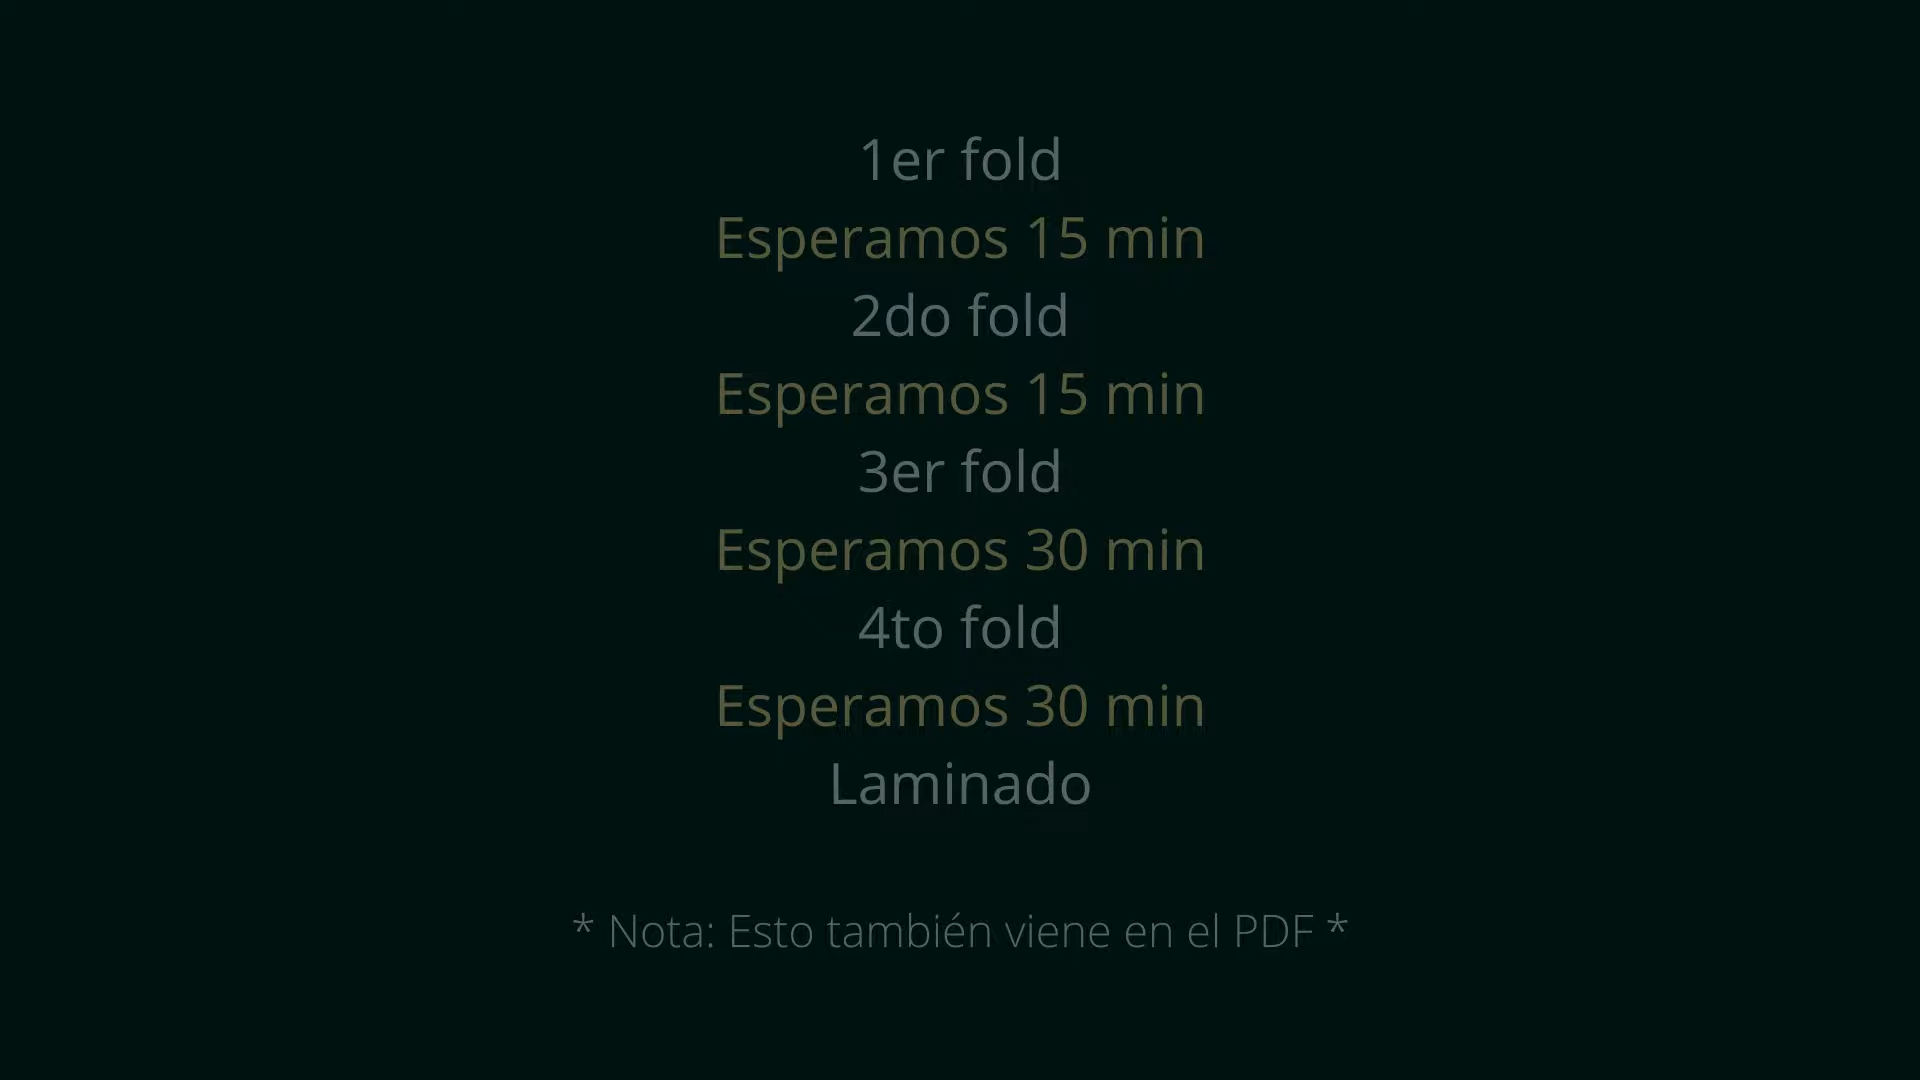 1er fold
Esperamos 15 min
2do fold
Esperamos 15 min
3er fold
Esperamos 30 min
4to fold
Esperamos 30 min
Laminado
* Nota: Esto también viene en el PDF *